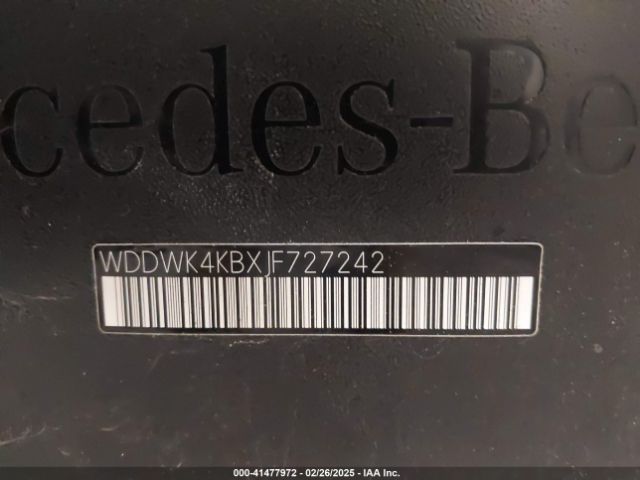 cedes-Be
WDDWK4KBXJF727242
000-41477972 - 02/26/2025 - IAA Inc.